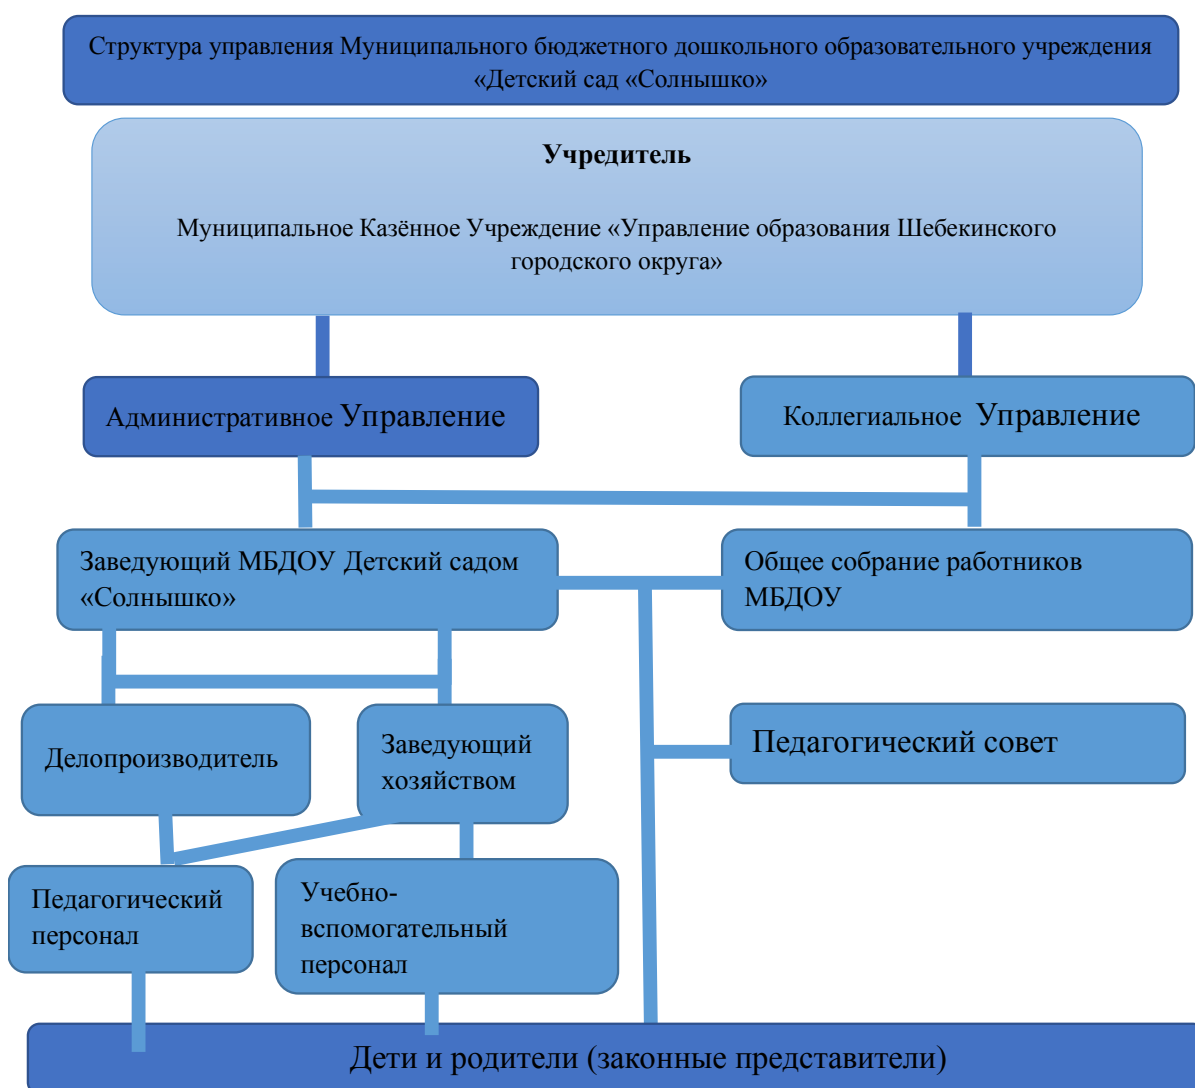 Структура управления Муниципального бюджетного дошкольного образовательного учреждения
«Детский сад «Солнышко»
Учредитель
Муниципальное Казённое Учреждение «Управление образования Шебекинского
городского округа»
Административное Управление
Коллегиальное Управление
Заведующий МБДОУ Детский садом
«Солнышко»
Общее собрание работников
МБДОУ
Делопроизводитель
Заведующий
хозяйством
Педагогический совет
Педагогический
персонал
Учебно-
вспомогательный
персонал
Дети и родители (законные представители)